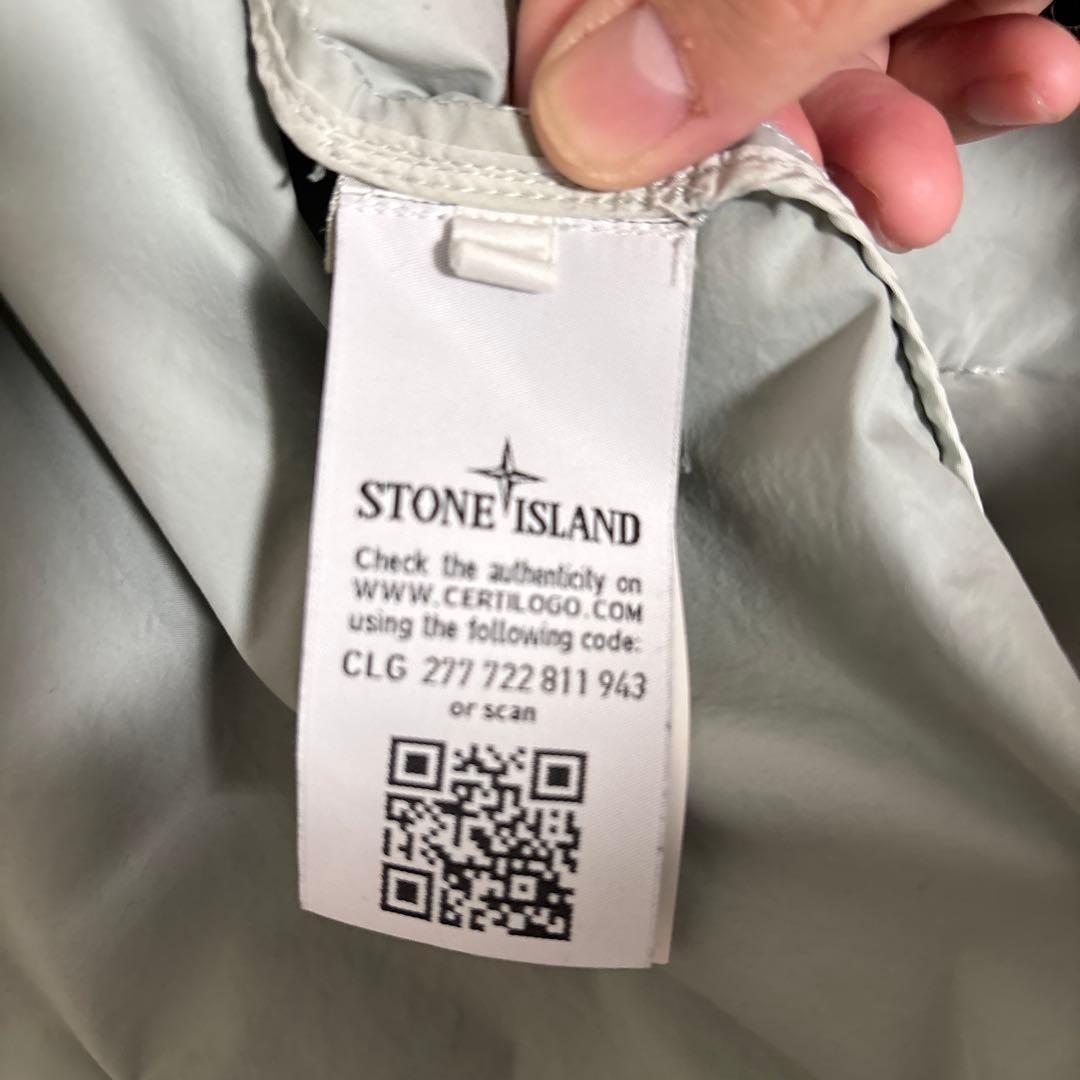 STONE ISLAND
Check the authenticity on
WWW.CERTILOGO.COM
using the following code:
CLG 277 722 811 943
or scan